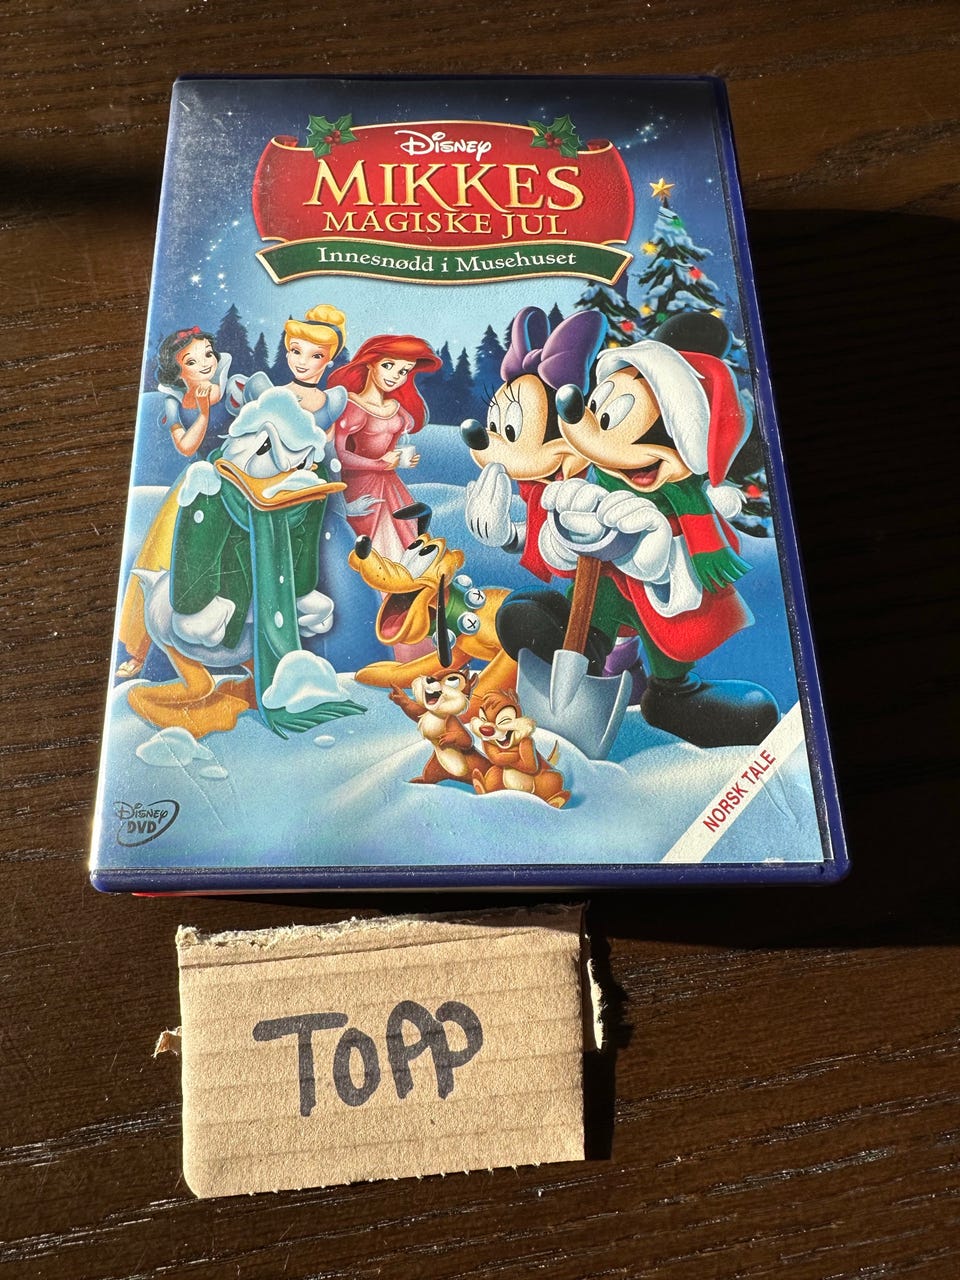 Disney
MIKKES
MAGISKE JUL
Innesnødd i Musehuset
NORSK TALE
Disney
DVD
TOPP